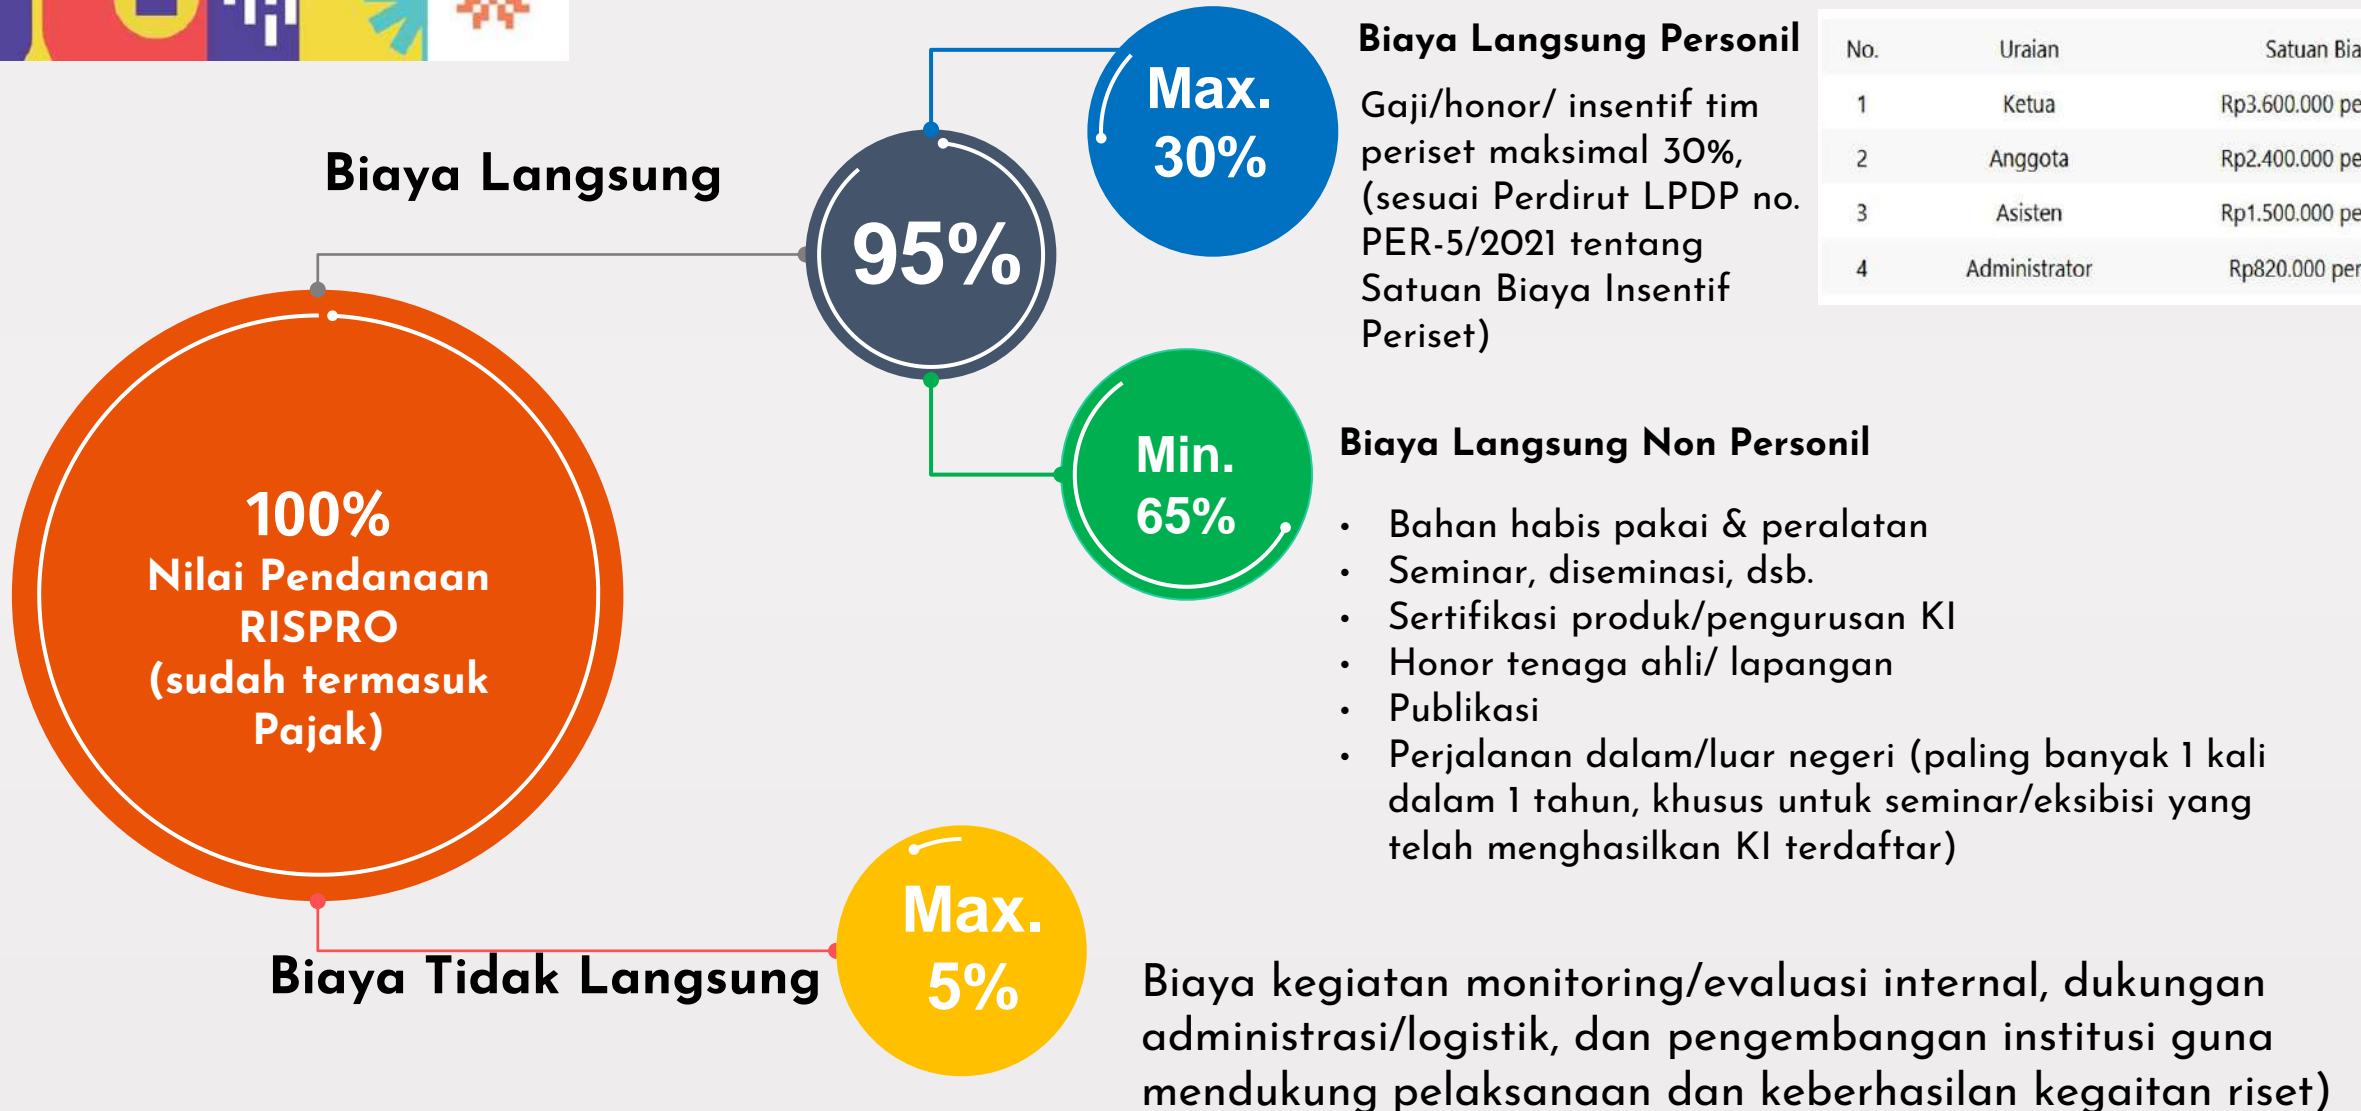 Biaya Langsung
95%
Max.
30%
Biaya Langsung Personil
Gaji/honor/ insentif tim
periset maksimal 30%,
(sesuai Perdirut LPDP no.
PER-5/2021 tentang
Satuan Biaya Insentif
Periset)
No. Uraian Satuan
1 Ketua Rp3.600.000
2 Anggota Rp2.400.000
3 Asisten Rp1.500.000
4 Administrator Rp820.000
100%
Nilai Pendanaan
RISPRO
(sudah termasuk
Pajak)
Min.
65%
Biaya Langsung Non Personil
• Bahan habis pakai & peralatan
• Seminar, diseminasi, dsb.
• Sertifikasi produk/pengurusan KI
• Honor tenaga ahli/ lapangan
• Publikasi
• Perjalanan dalam/luar negeri (paling banyak 1 kali
dalam 1 tahun, khusus untuk seminar/eksibisi yang
telah menghasilkan KI terdaftar)
Biaya Tidak Langsung
Max.
5%
Biaya kegiatan monitoring/evaluasi internal, dukungan
administrasi/logistik, dan pengembangan institusi guna
mendukung pelaksanaan dan keberhasilan kegaitan riset)